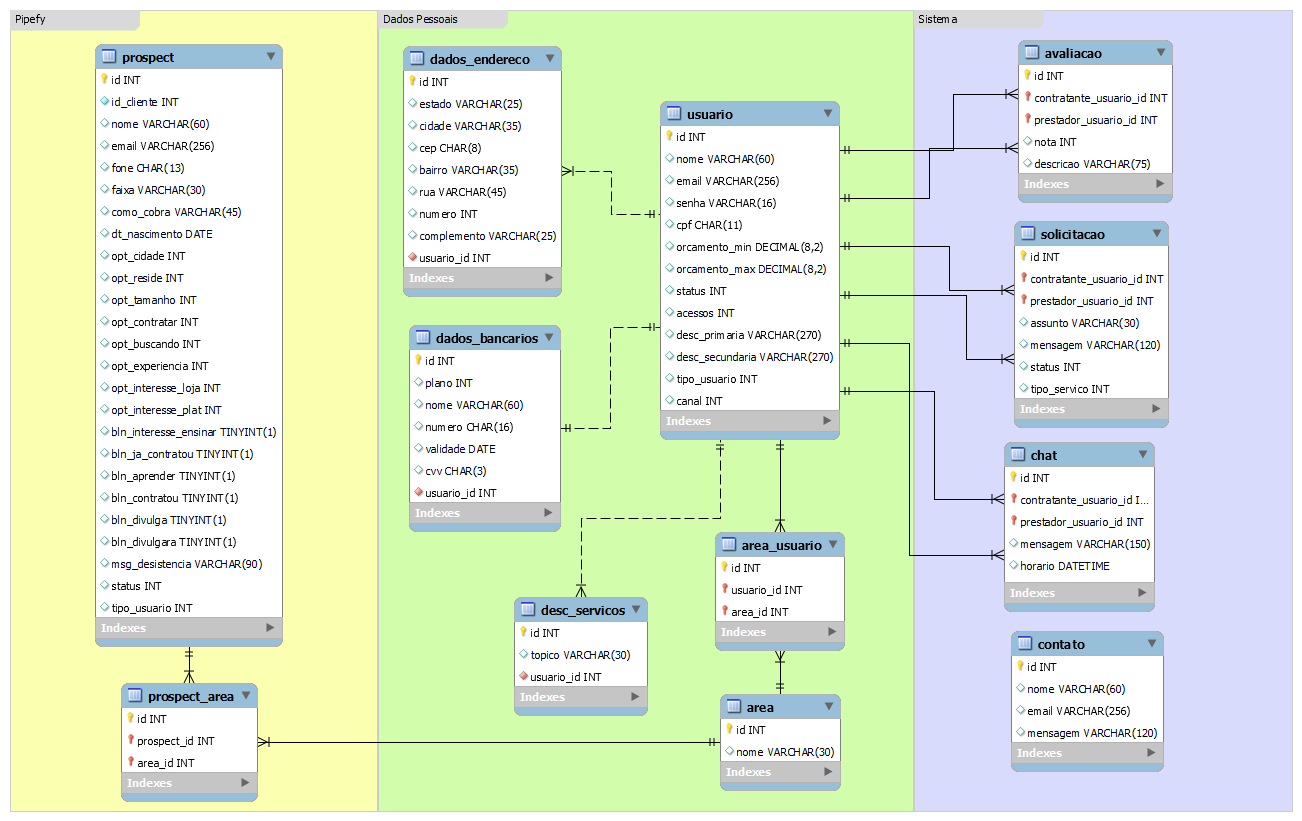 Pipefy
prospect
id INT
id_cliente INT
nome VARCHAR(60)
email VARCHAR(256)
fone CHAR(13)
faixa VARCHAR(30)
como_cobra VARCHAR(45)
dt_nascimento DATE
opt_cidade INT
opt_reside INT
opt_tamanho INT
opt_contratar INT
opt_buscando INT
opt_experiencia INT
opt_interesse_loja INT
opt_interesse_plat INT
bln_interesse_ensinar TINYINT(1)
bln_ja_contratou TINYINT(1)
bln_aprender TINYINT(1)
bln_contratou TINYINT(1)
bln_divulga TINYINT(1)
bln_divulgara TINYINT(1)
msg_desistencia VARCHAR(90)
status INT
tipo_usuario INT
Indexes
prospect_area
id INT
prospect_id INT
area_id INT
Indexes
Dados Pessoais
dados_endereco
id INT
estado VARCHAR(25)
cidade VARCHAR(35)
cep CHAR(8)
bairro VARCHAR(35)
rua VARCHAR(45)
numero INT
complemento VARCHAR(25)
usuario_id INT
Indexes
dados_bancarios
id INT
plano INT
nome VARCHAR(60)
numero CHAR(16)
validade DATE
cvv CHAR(3)
usuario_id INT
Indexes
desc_servicos
id INT
topico VARCHAR(30)
usuario_id INT
Indexes
usuario
id INT
nome VARCHAR(60)
email VARCHAR(256)
senha VARCHAR(16)
cpf CHAR(11)
orcamento_min DECIMAL(8,2)
orcamento_max DECIMAL(8,2)
status INT
acessos INT
desc_primaria VARCHAR(270)
desc_secundaria VARCHAR(270)
tipo_usuario INT
canal INT
Indexes
area_usuario
id INT
usuario_id INT
area_id INT
Indexes
area
id INT
nome VARCHAR(30)
Indexes
Sistema
avaliacao
id INT
contratante_usuario_id INT
prestador_usuario_id INT
nota INT
descricao VARCHAR(75)
Indexes
solicitacao
id INT
contratante_usuario_id INT
prestador_usuario_id INT
assunto VARCHAR(30)
mensagem VARCHAR(120)
status INT
tipo_servico INT
Indexes
chat
id INT
contratante_usuario_id I...
prestador_usuario_id INT
mensagem VARCHAR(150)
horario DATETIME
Indexes
contato
id INT
nome VARCHAR(60)
email VARCHAR(256)
mensagem VARCHAR(120)
Indexes